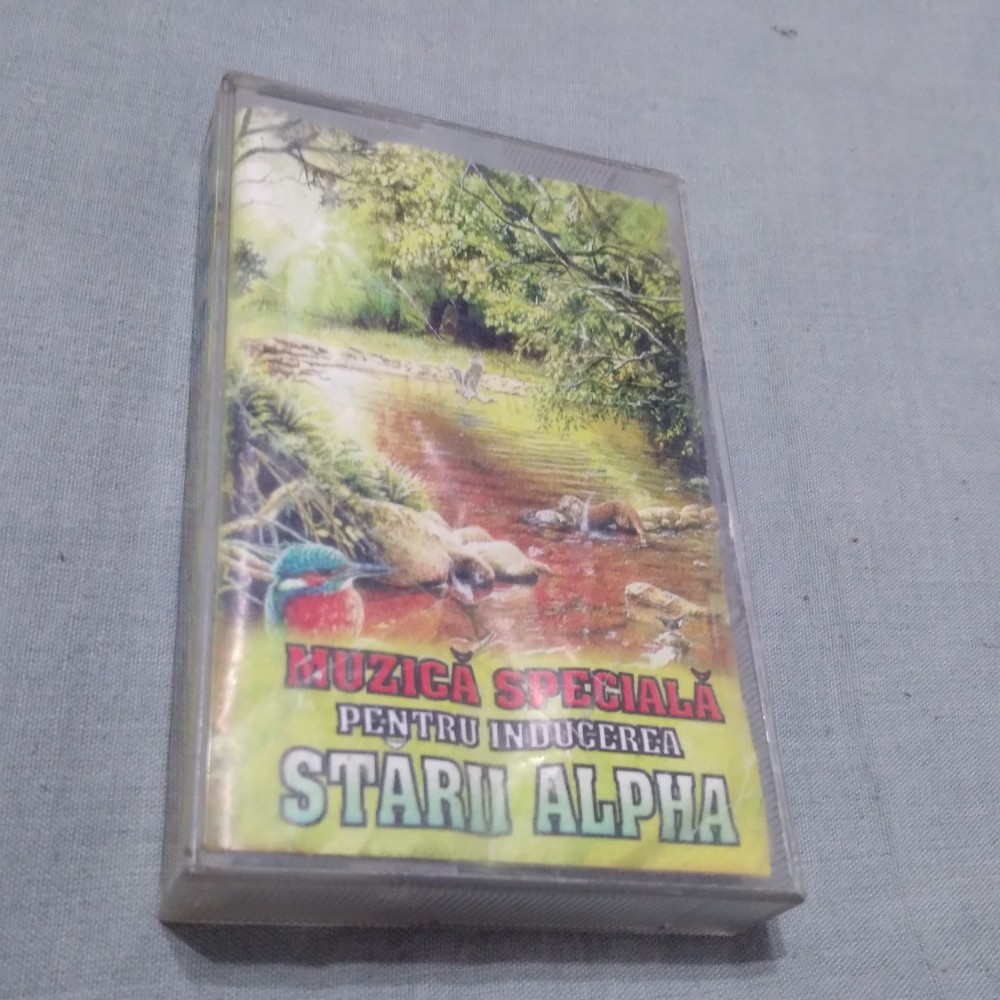 MUZICĂ SPECIALĂ
PENTRU INDUCEREA
STĂRII ALPHA